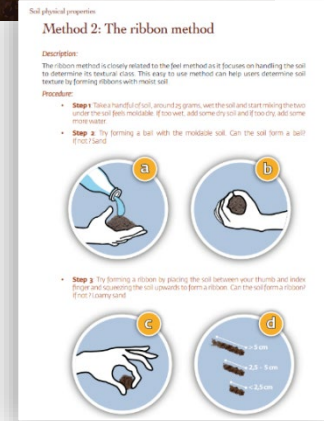 Soil physical properties
Method 2: The ribbon method
Description:
The ribbon method is closely related to the feel method as it focuses on handling the soil
to determine its textural class. This easy to use method can help users determine soil
texture by forming ribbons with moist soil.
Procedure:
• Step 1: Take a handful of soil, around 25 grams, wet the soil and start mixing the two
under the soil feels moldable. If too wet, add some dry soil and if too dry, add some
more water
• Step 2: Try forming a ball with the moldable soil. Can the soil form a ball?
If not / Sand
a
b
• Step 3: Try forming a ribbon by placing the soil between your thumb and index
finger and squeezing the soil upwards to form a ribbon. Can the soil form a ribbon?
If not / Loamy sand
c
d
> 5 cm
2,5 - 5 cm
< 2,5 cm